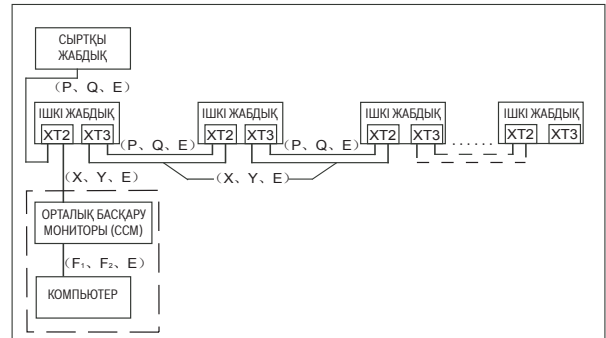 СЫРТҚЫ
ЖАБДЫҚ
(P、Q、E)
ІШКІ ЖАБДЫҚ ІШКІ ЖАБДЫҚ ІШКІ ЖАБДЫҚ ІШКІ ЖАБДЫҚ
XT2 XT3 (P、Q、E) XT2 XT3 (P、Q、E) XT2 XT3 ...... XT2 XT3
(X、Y、E) (X、Y、E)
ОРТАЛЫҚ БАСҚАРУ
МОНИТОРЫ (CCM)
(F₁、F₂、E)
КОМПЬЮТЕР